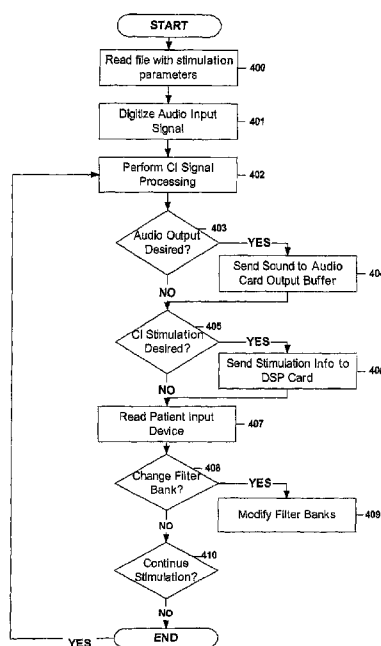 START
Read file with stimulation
parameters
400
Digitize Audio Input
Signal
401
Perform CI Signal
Processing
402
403
Audio Output
Desired?
YES
Send Sound to Audio
Card Output Buffer
404
NO
405
CI Stimulation
Desired?
YES
Send Stimulation Info to
DSP Card
406
NO
Read Patient Input
Device
407
408
Change Filter
Bank?
YES
Modify Filter Banks
409
NO
410
Continue
Stimulation?
NO
YES
END